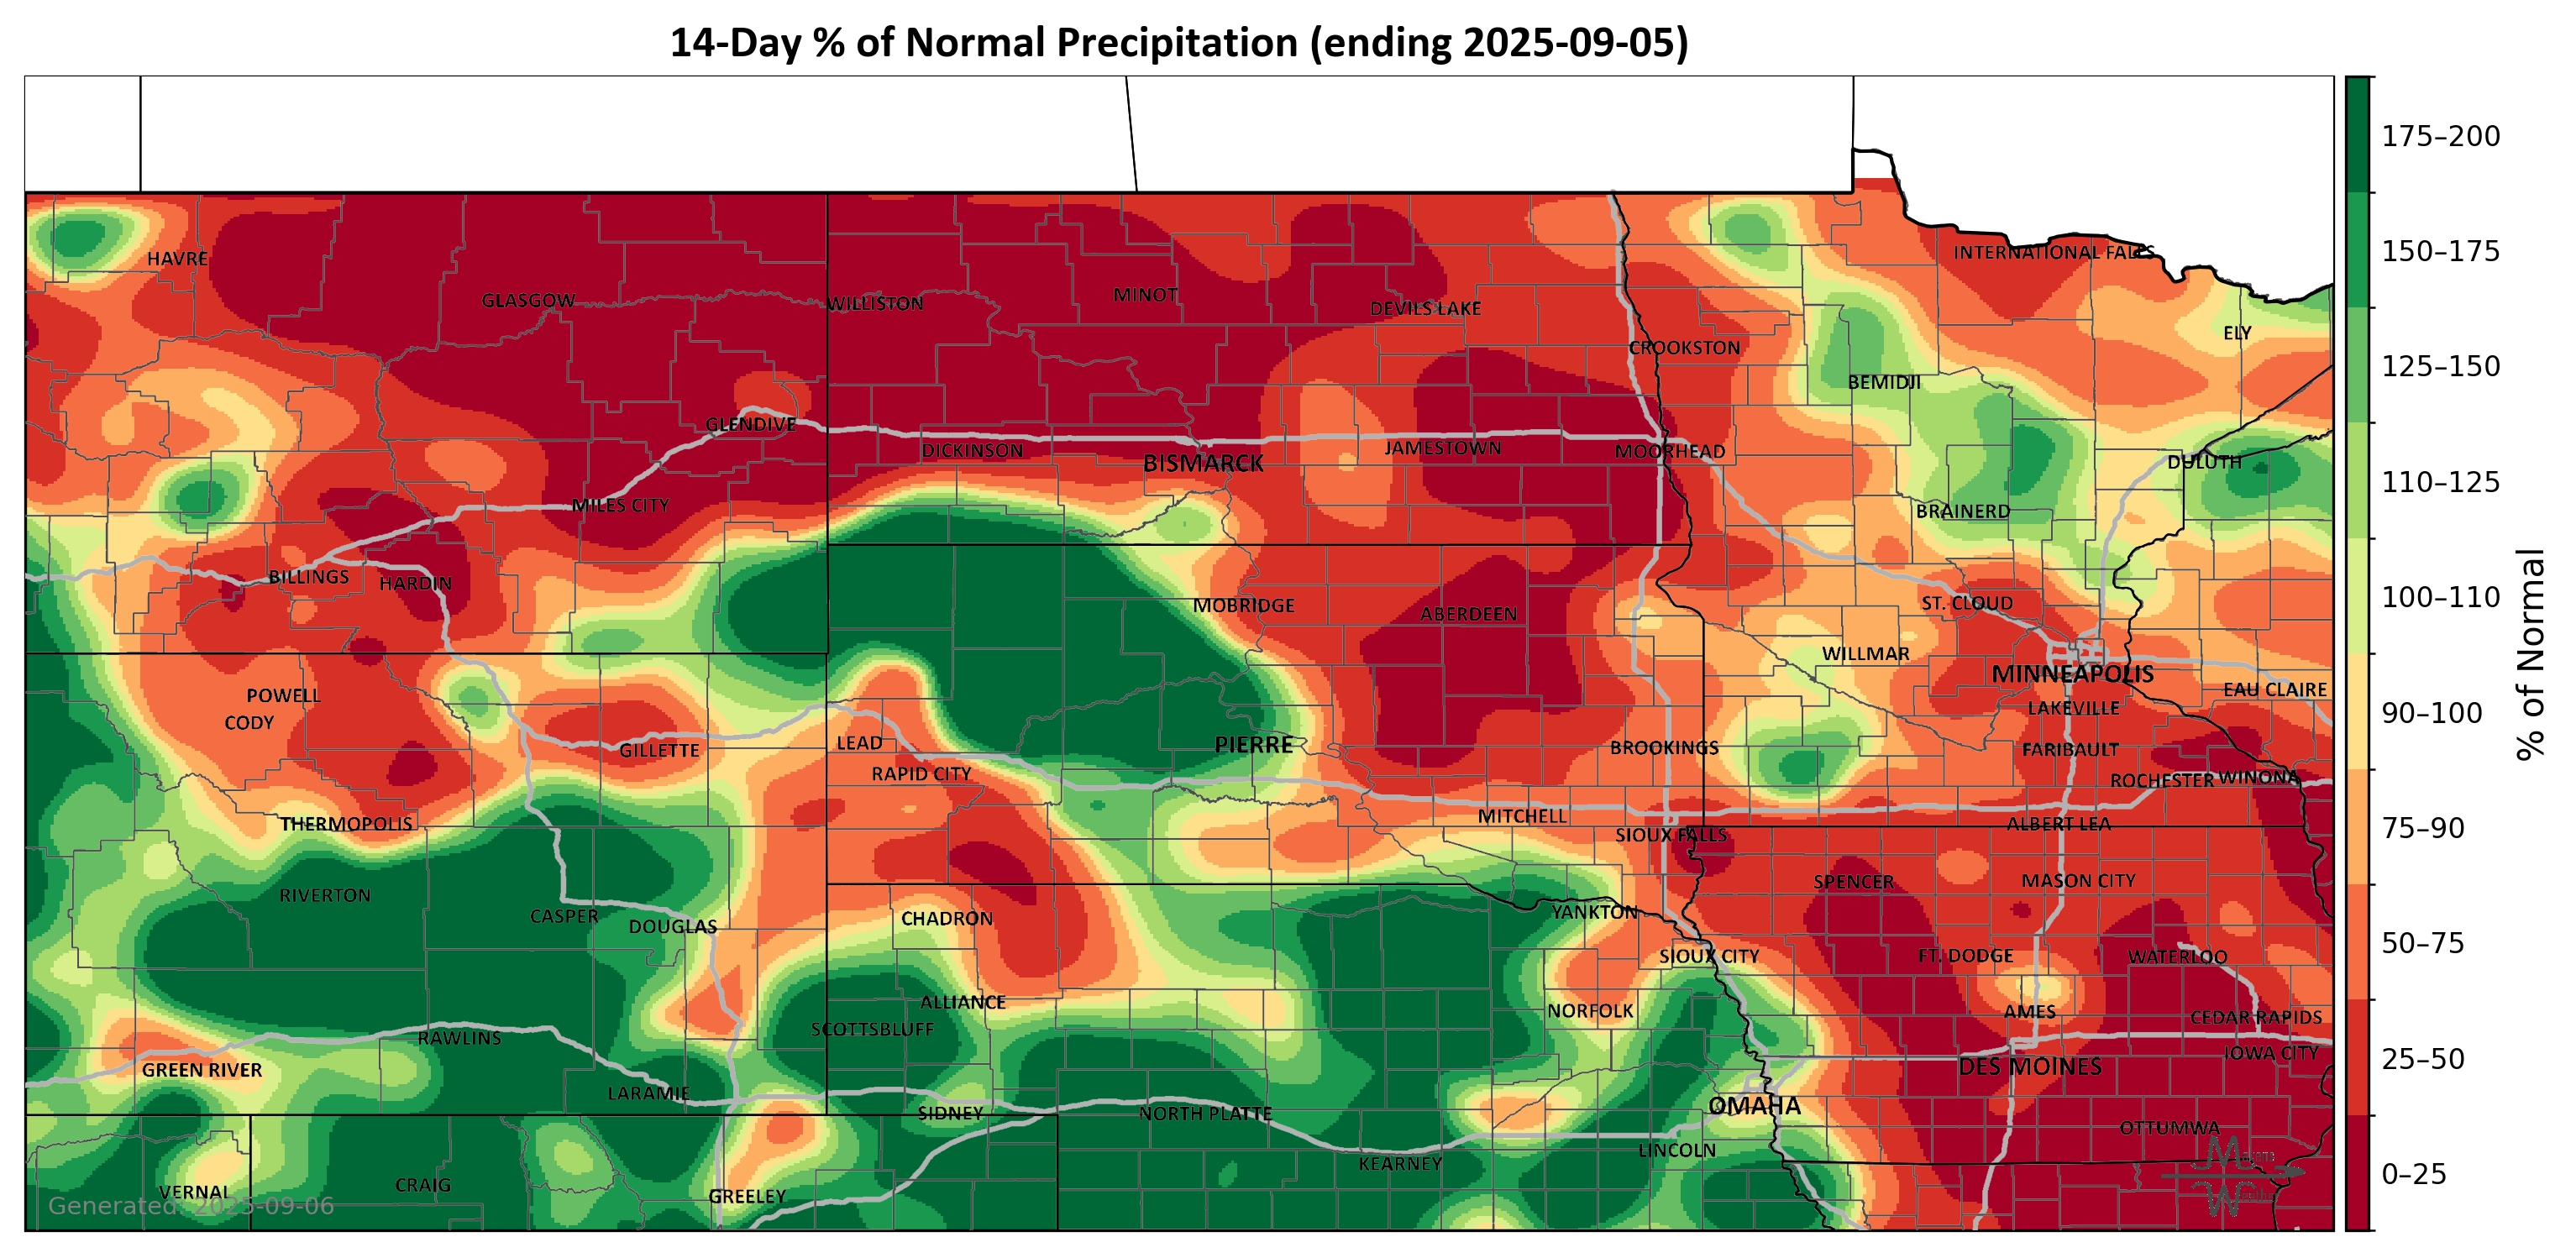 14-Day % of Normal Precipitation (ending 2025-09-05)
175–200
HAVRE
INTERNATIONAL FALLS
150–175
GLASGOW
WILLISTON
MINOT
DEVILS LAKE
ELY
CROOKSTON
125–150
BEMIDJI
GLENDIVE
DICKINSON
BISMARCK
JAMESTOWN
MOORHEAD
DULUTH
110–125
MILES CITY
BRAINERD
BILLINGS
HARDIN
MOBRIDGE
ABERDEEN
ST. CLOUD
100–110
WILLMAR
MINNEAPOLIS
POWELL
EAU CLAIRE
CODY
LAKEVILLE
90–100
GILLETTE
LEAD
PIERRE
BROOKINGS
FARIBAULT
% of Normal
RAPID CITY
ROCHESTER
WINONA
THERMOPOLIS
MITCHELL
ALBERT LEA
75–90
SIOUX FALLS
RIVERTON
SPENCER
MASON CITY
CASPER
DOUGLAS
CHADRON
YANKTON
SIOUX CITY
FT. DODGE
WATERLOO
50–75
ALLIANCE
NORFOLK
AMES
CEDAR RAPIDS
RAWLINS
SCOTTSBLUFF
IOWA CITY
GREEN RIVER
DES MOINES
25–50
LARAMIE
SIDNEY
NORTH PLATTE
OMAHA
OTTUMWA
KEARNEY
LINCOLN
0–25
VERNAL
CRAIG
GREELEY
Generated: 2025-09-06